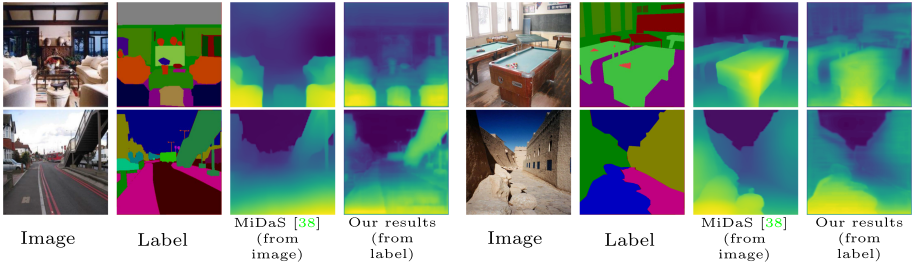 Image
Label
MiDaS [38]
(from
image)
Our results
(from
label)
Image
Label
MiDaS [38]
(from
image)
Our results
(from
label)